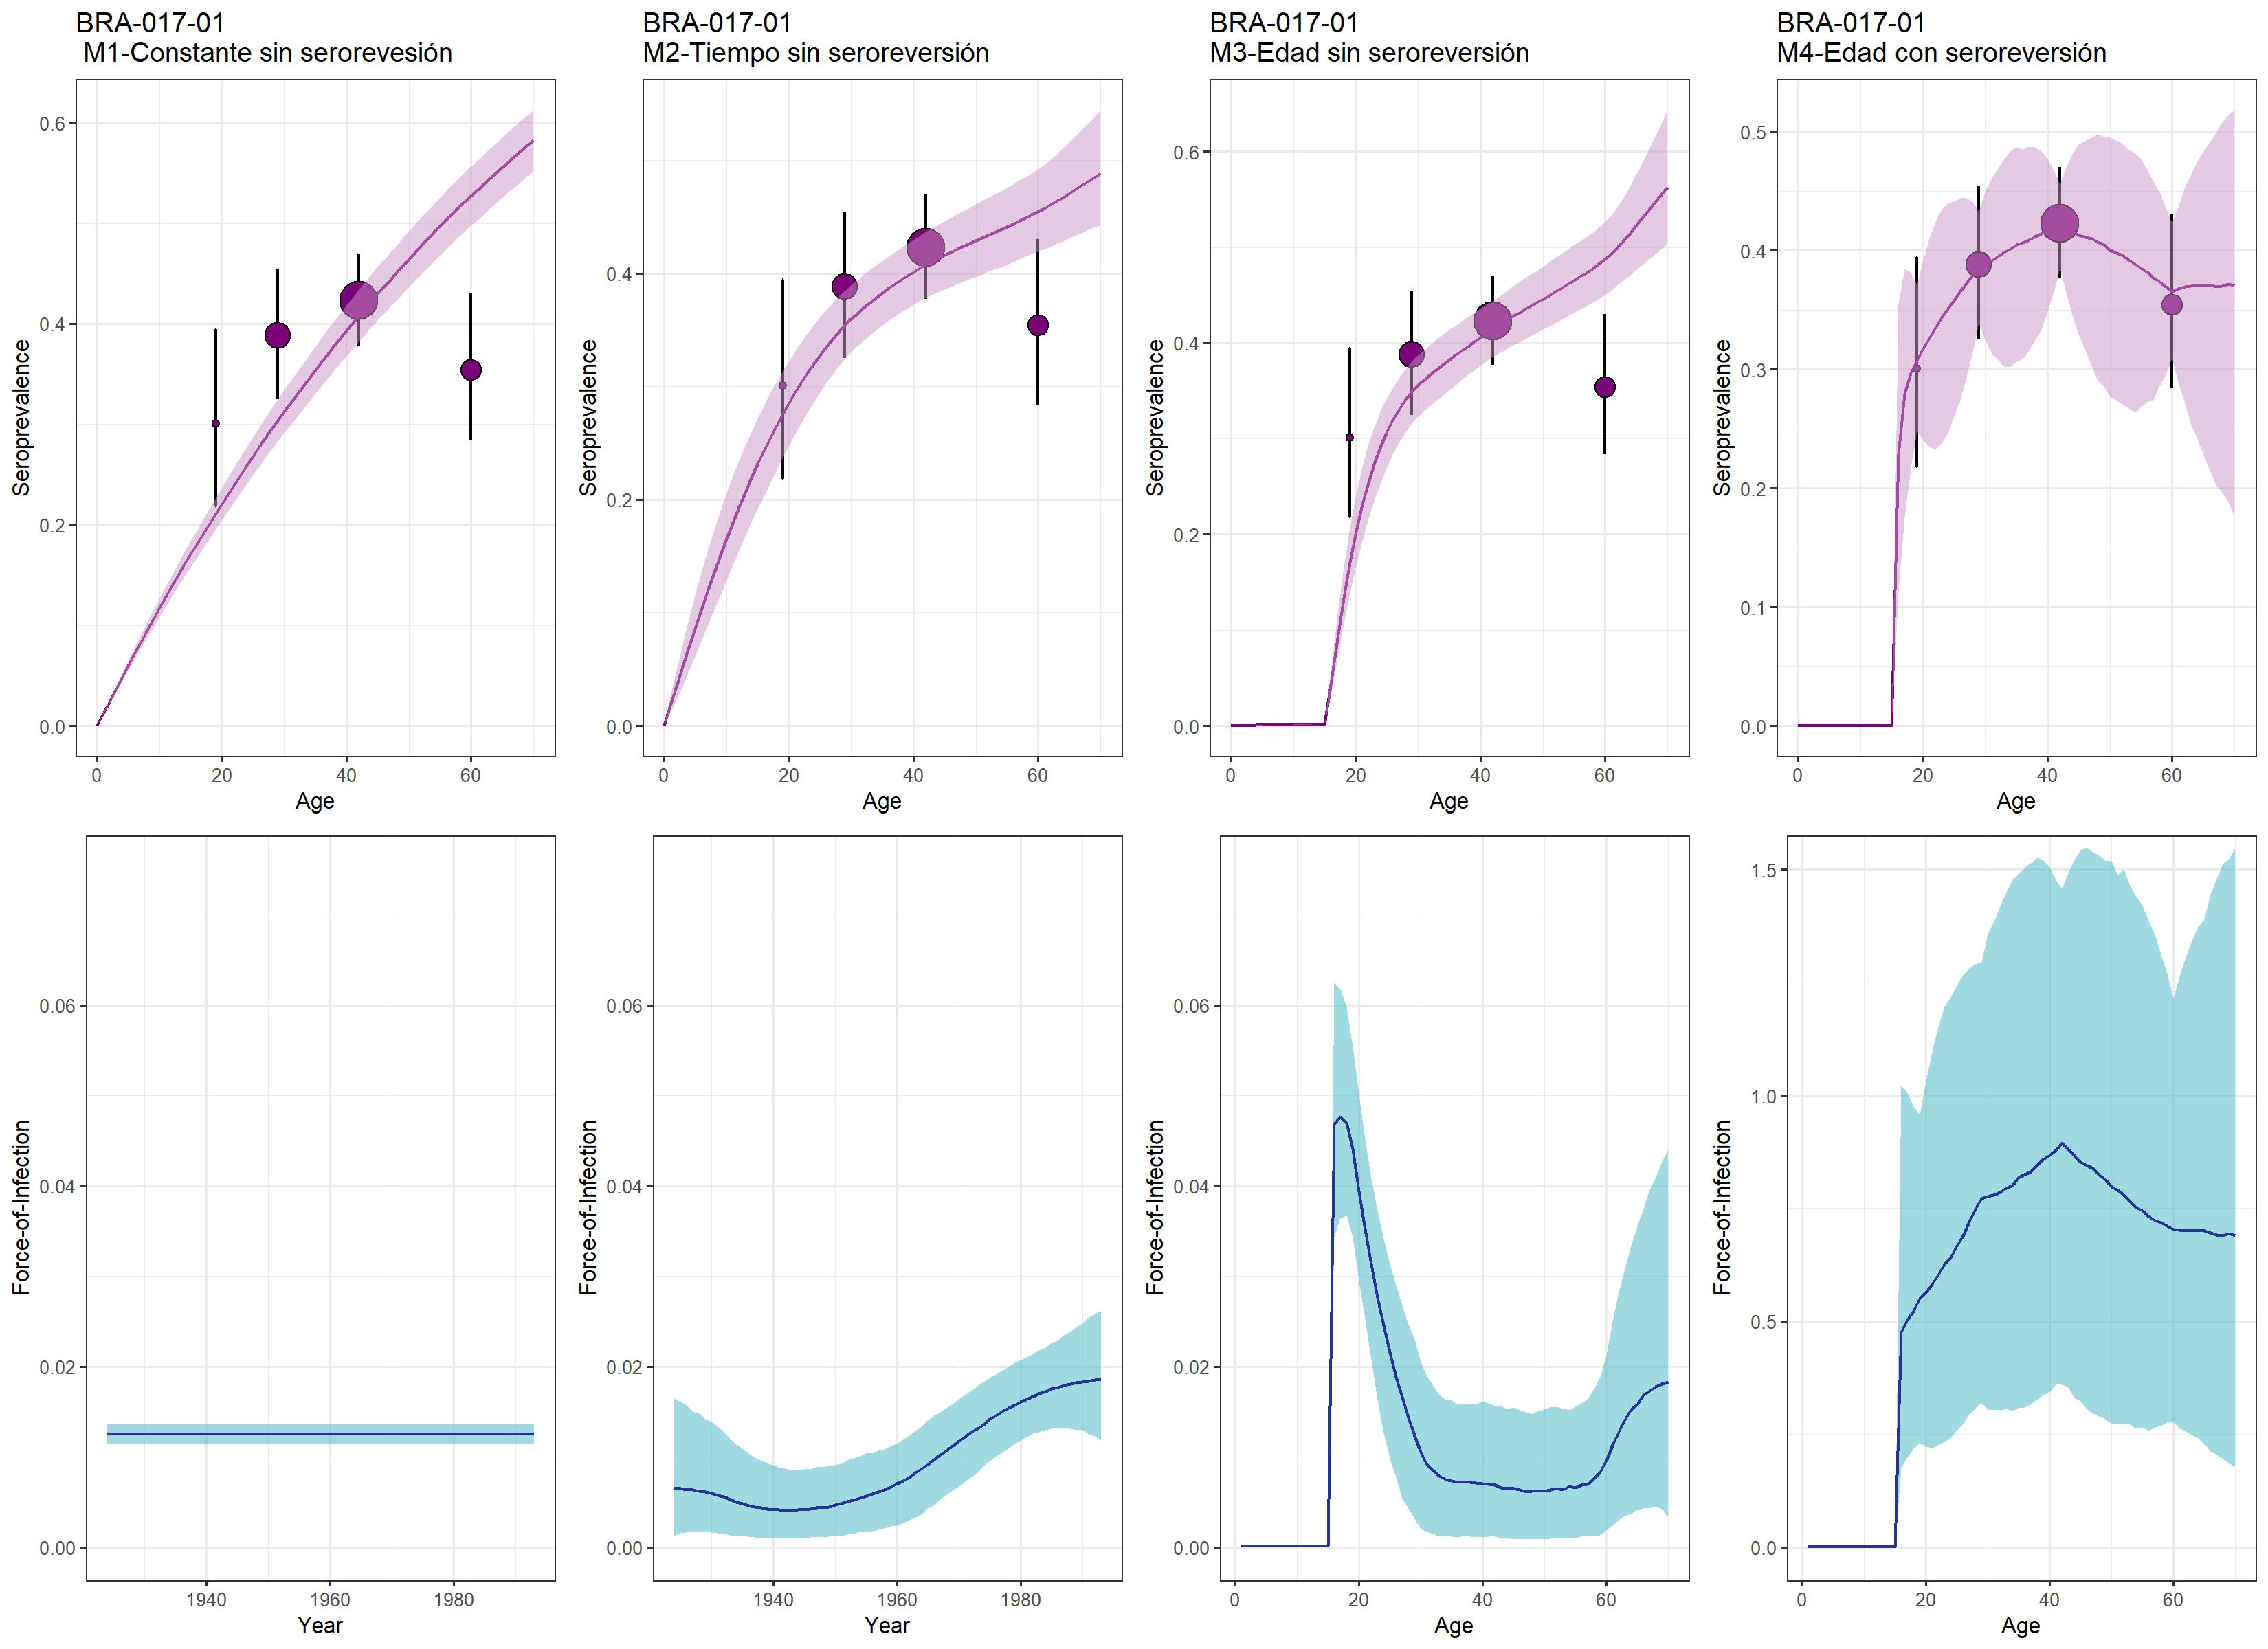 BRA-017-01
M1-Constante sin serorevesión
BRA-017-01
M2-Tiempo sin seroreversión
BRA-017-01
M3-Edad sin seroreversión
BRA-017-01
M4-Edad con seroreversión
Seroprevalence
0.6
0.4
0.2
0.0
0 20 40 60
Age
Seroprevalence
0.4
0.2
0.0
0 20 40 60
Age
Seroprevalence
0.6
0.4
0.2
0.0
0 20 40 60
Age
Seroprevalence
0.5
0.4
0.3
0.2
0.1
0.0
0 20 40 60
Age
Force-of-Infection
0.06
0.04
0.02
0.00
1940 1960 1980
Year
Force-of-Infection
0.06
0.04
0.02
0.00
1940 1960 1980
Year
Force-of-Infection
0.06
0.04
0.02
0.00
0 20 40 60
Age
Force-of-Infection
1.5
1.0
0.5
0.0
0 20 40 60
Age